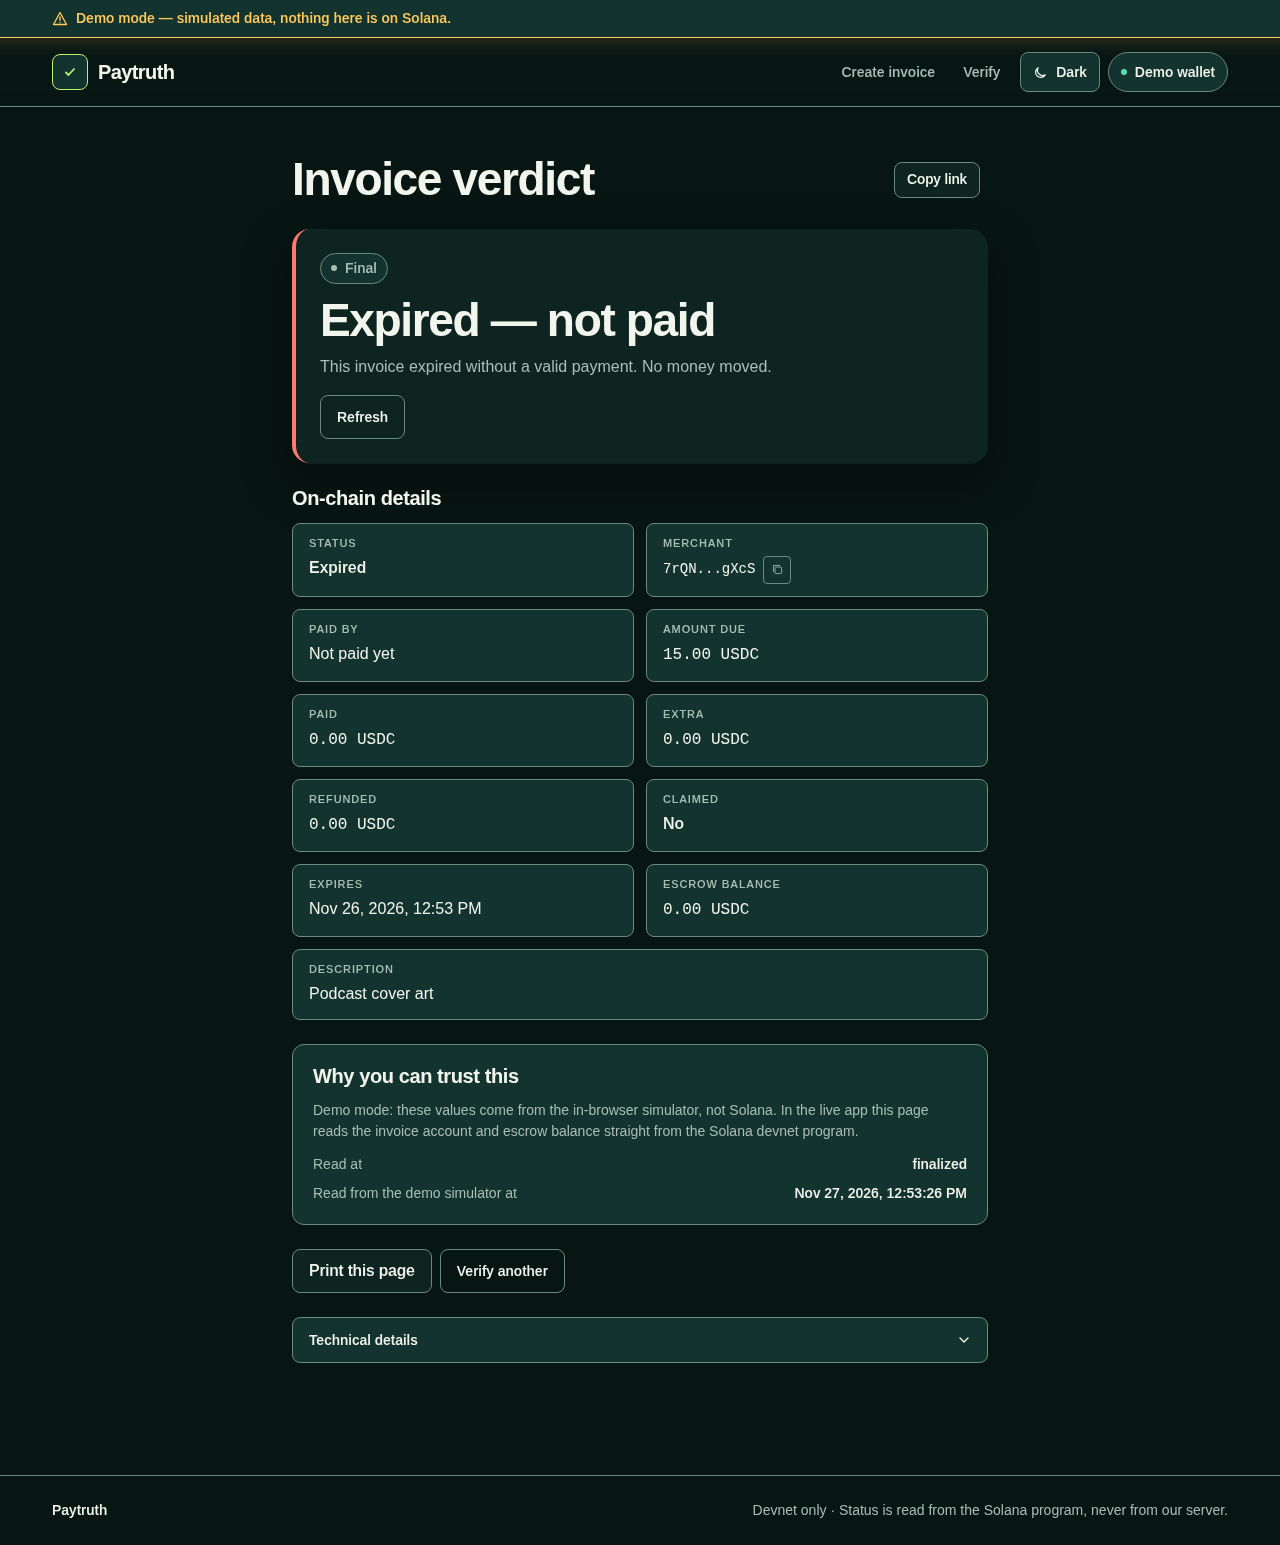 Demo mode — simulated data, nothing here is on Solana.
Paytruth
Create invoice
Verify
Dark
Demo wallet
Invoice verdict
Copy link
Final
Expired — not paid
This invoice expired without a valid payment. No money moved.
Refresh
On-chain details
STATUS
Expired
MERCHANT
7rQN...gXcS
PAID BY
Not paid yet
AMOUNT DUE
15.00 USDC
PAID
0.00 USDC
EXTRA
0.00 USDC
REFUNDED
0.00 USDC
CLAIMED
No
EXPIRES
Nov 26, 2026, 12:53 PM
ESCROW BALANCE
0.00 USDC
DESCRIPTION
Podcast cover art
Why you can trust this
Demo mode: these values come from the in-browser simulator, not Solana. In the live app this page
reads the invoice account and escrow balance straight from the Solana devnet program.
Read at
finalized
Read from the demo simulator at
Nov 27, 2026, 12:53:26 PM
Print this page
Verify another
Technical details
Paytruth
Devnet only · Status is read from the Solana program, never from our server.